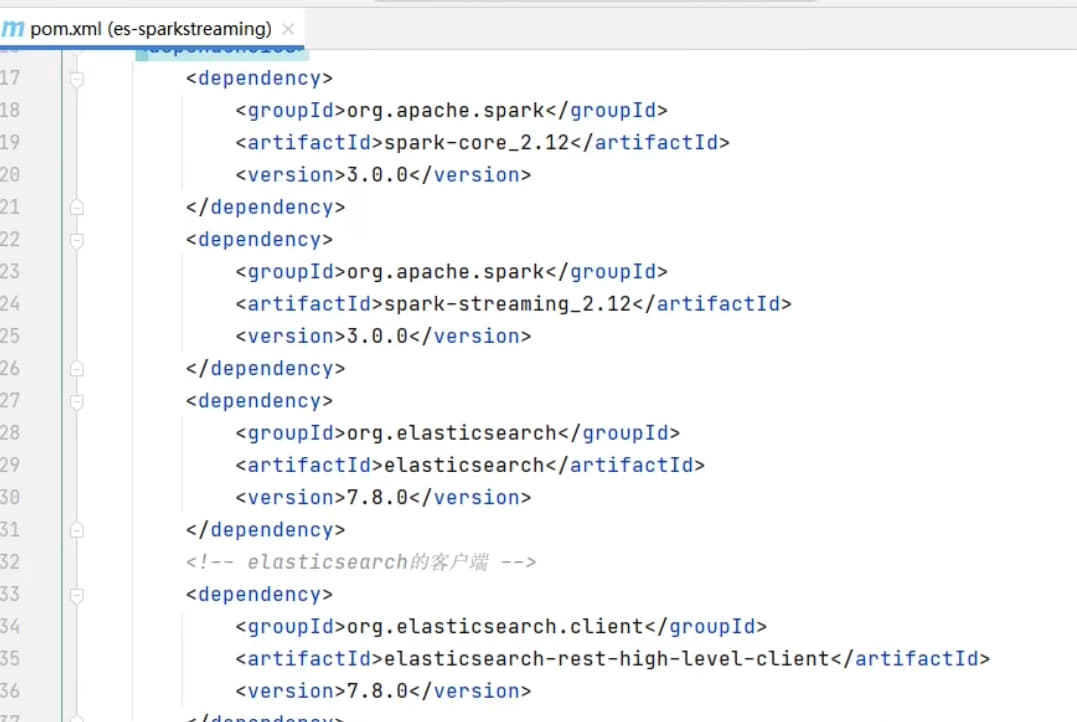 m pom.xml (es-sparkstreaming) ×
<dependencies>
17 <dependency>
18 <groupId>org.apache.spark</groupId>
19 <artifactId>spark-core_2.12</artifactId>
20 <version>3.0.0</version>
21 </dependency>
22 <dependency>
23 <groupId>org.apache.spark</groupId>
24 <artifactId>spark-streaming_2.12</artifactId>
25 <version>3.0.0</version>
26 </dependency>
27 <dependency>
28 <groupId>org.elasticsearch</groupId>
29 <artifactId>elasticsearch</artifactId>
30 <version>7.8.0</version>
31 </dependency>
32 <!-- elasticsearch的客户端 -->
33 <dependency>
34 <groupId>org.elasticsearch.client</groupId>
35 <artifactId>elasticsearch-rest-high-level-client</artifactId>
36 <version>7.8.0</version>
37 </dependency>